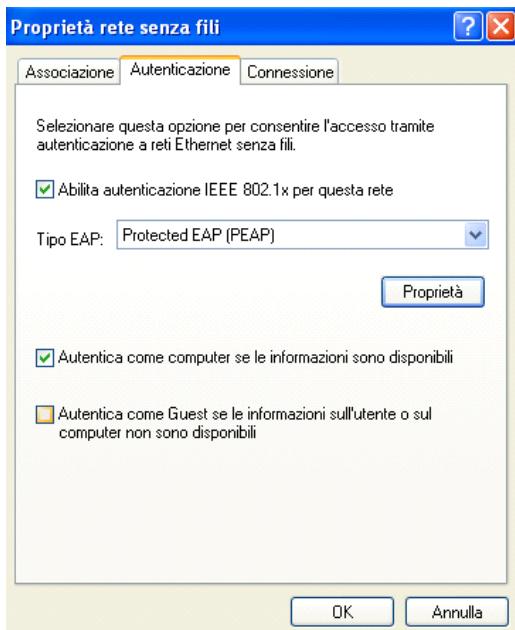 Proprietà rete senza fili
Associazione Autenticazione Connessione
Selezionare questa opzione per consentire l'accesso tramite
autenticazione a reti Ethernet senza fili.
Abilita autenticazione IEEE 802.1x per questa rete
Tipo EAP: Protected EAP (PEAP)
Proprietà
Autentica come computer se le informazioni sono disponibili
Autentica come Guest se le informazioni sull'utente o sul
computer non sono disponibili
OK Annulla